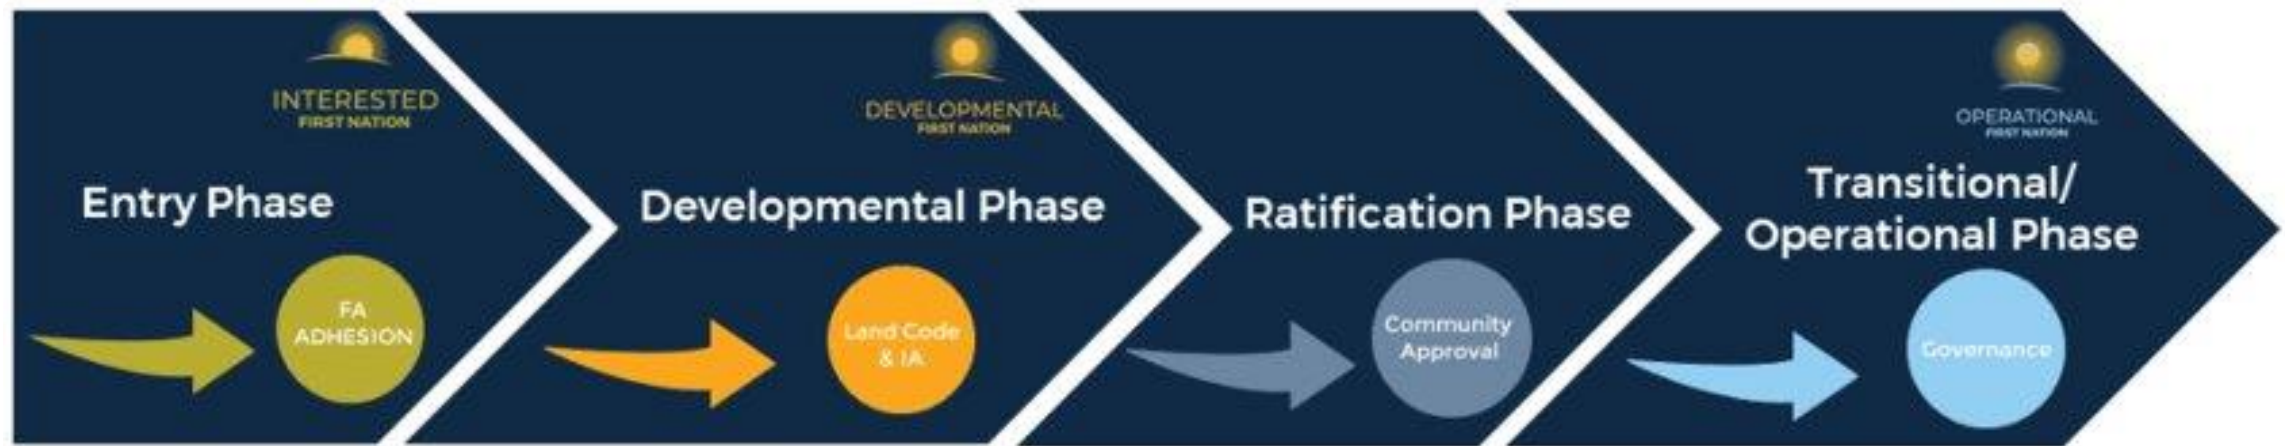 INTERESTED
FIRST NATION
Entry Phase
FA
ADHESION
DEVELOPMENTAL
FIRST NATION
Developmental Phase
Land Code
& IA
Ratification Phase
Community
Approval
OPERATIONAL
FIRST NATION
Transitional/
Operational Phase
Governance